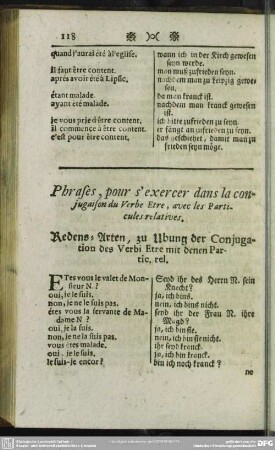 118
quand j'aurai été à l'eglise.
il faut être content.
après avoir été à Lipsic,
étant malade.
ayant été malade.
je vous prie d'être content.
il commence à être content.
c'est pour être content.
wann ich in der Kirch gewesen
seyn werde.
man muß zufrieden seyn.
nachdem man zu Leipzig gewesen.
da man kranck ist.
nachdem man kranck gewesen
ist.
ich bitte zufrieden zu seyn.
er fängt an zufrieden zu seyn.
das geschiehet, damit man zufrieden seyn möge.
Phrases, pour s'exercer dans la conjugaison
du Verbe Etre, avec les Particules
relatives.
Redens-Arten, zu Ubung der Conjugation
des Verbi Etre mit denen Partic.
rel.
ETes vous le valet de Monsieur
N?
oui, je le suis.
non, je ne le suis pas.
êtes vous la servante de Madame
N?
oui, je la suis.
non, je ne la suis pas.
vous êtes malade.
oui, je le suis.
le suis-je encor?
Seyd ihr des Herrn N. sein
Knecht?
ja, ich bins.
nein, ich bins nicht.
seyd ihr der Frau N. ihre
Magd?
ja, ich bin sie.
nein, ich bin sie nicht.
ihr seyd kranck.
ja, ich bin kranck.
bin ich noch kranck?
ne